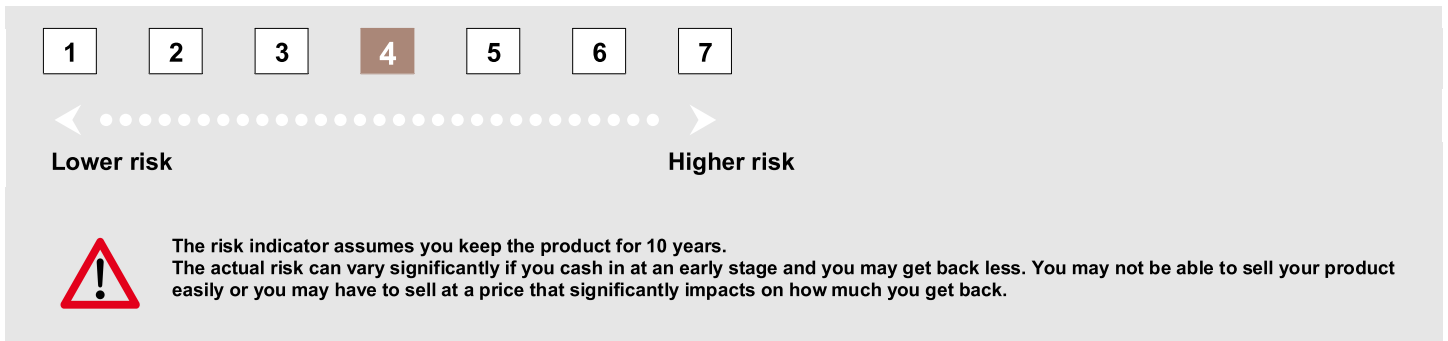 1 2 3 4 5 6 7
Lower risk Higher risk
The risk indicator assumes you keep the product for 10 years.
The actual risk can vary significantly if you cash in at an early stage and you may get back less. You may not be able to sell your product
easily or you may have to sell at a price that significantly impacts on how much you get back.